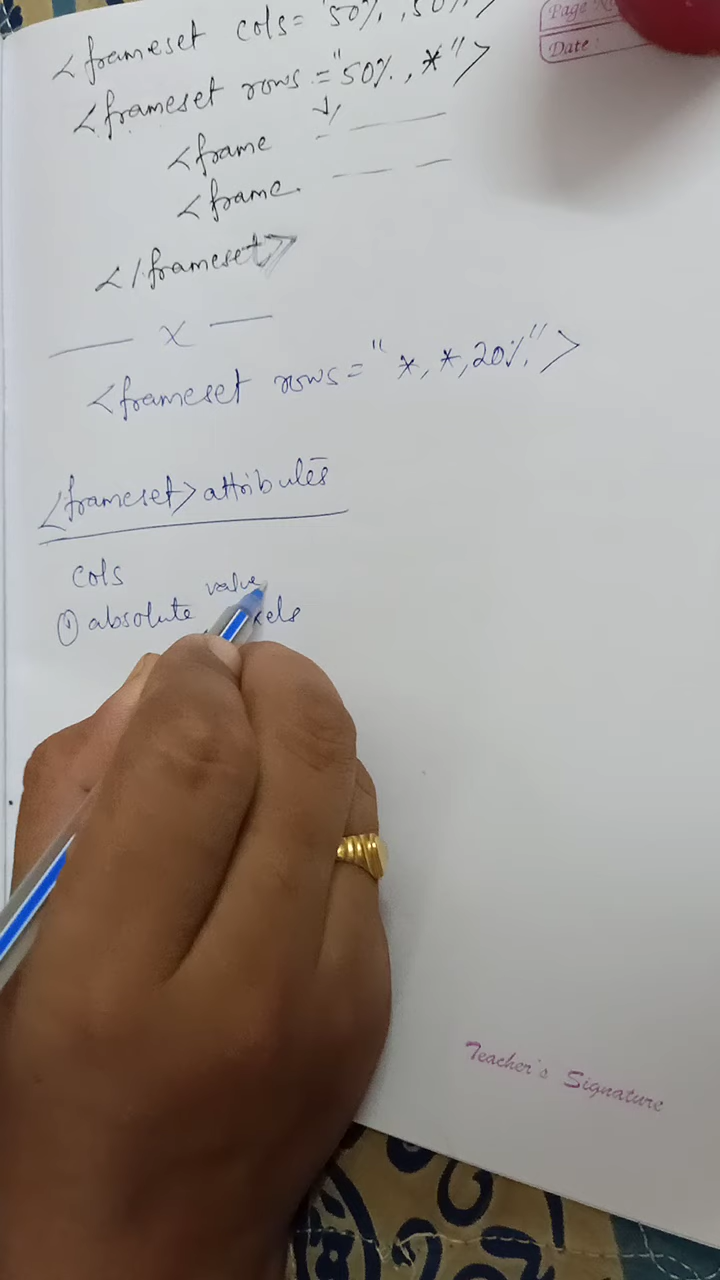 <frameset cols= "50%, 50%">
Page No
Date :
<frameset rows = "50%, *">
<frame
<frame
</frameset>
x
<frameset rows = "*, *, 20%">
<frameset> attributes
cols
value
① absolute
Teacher's Signature